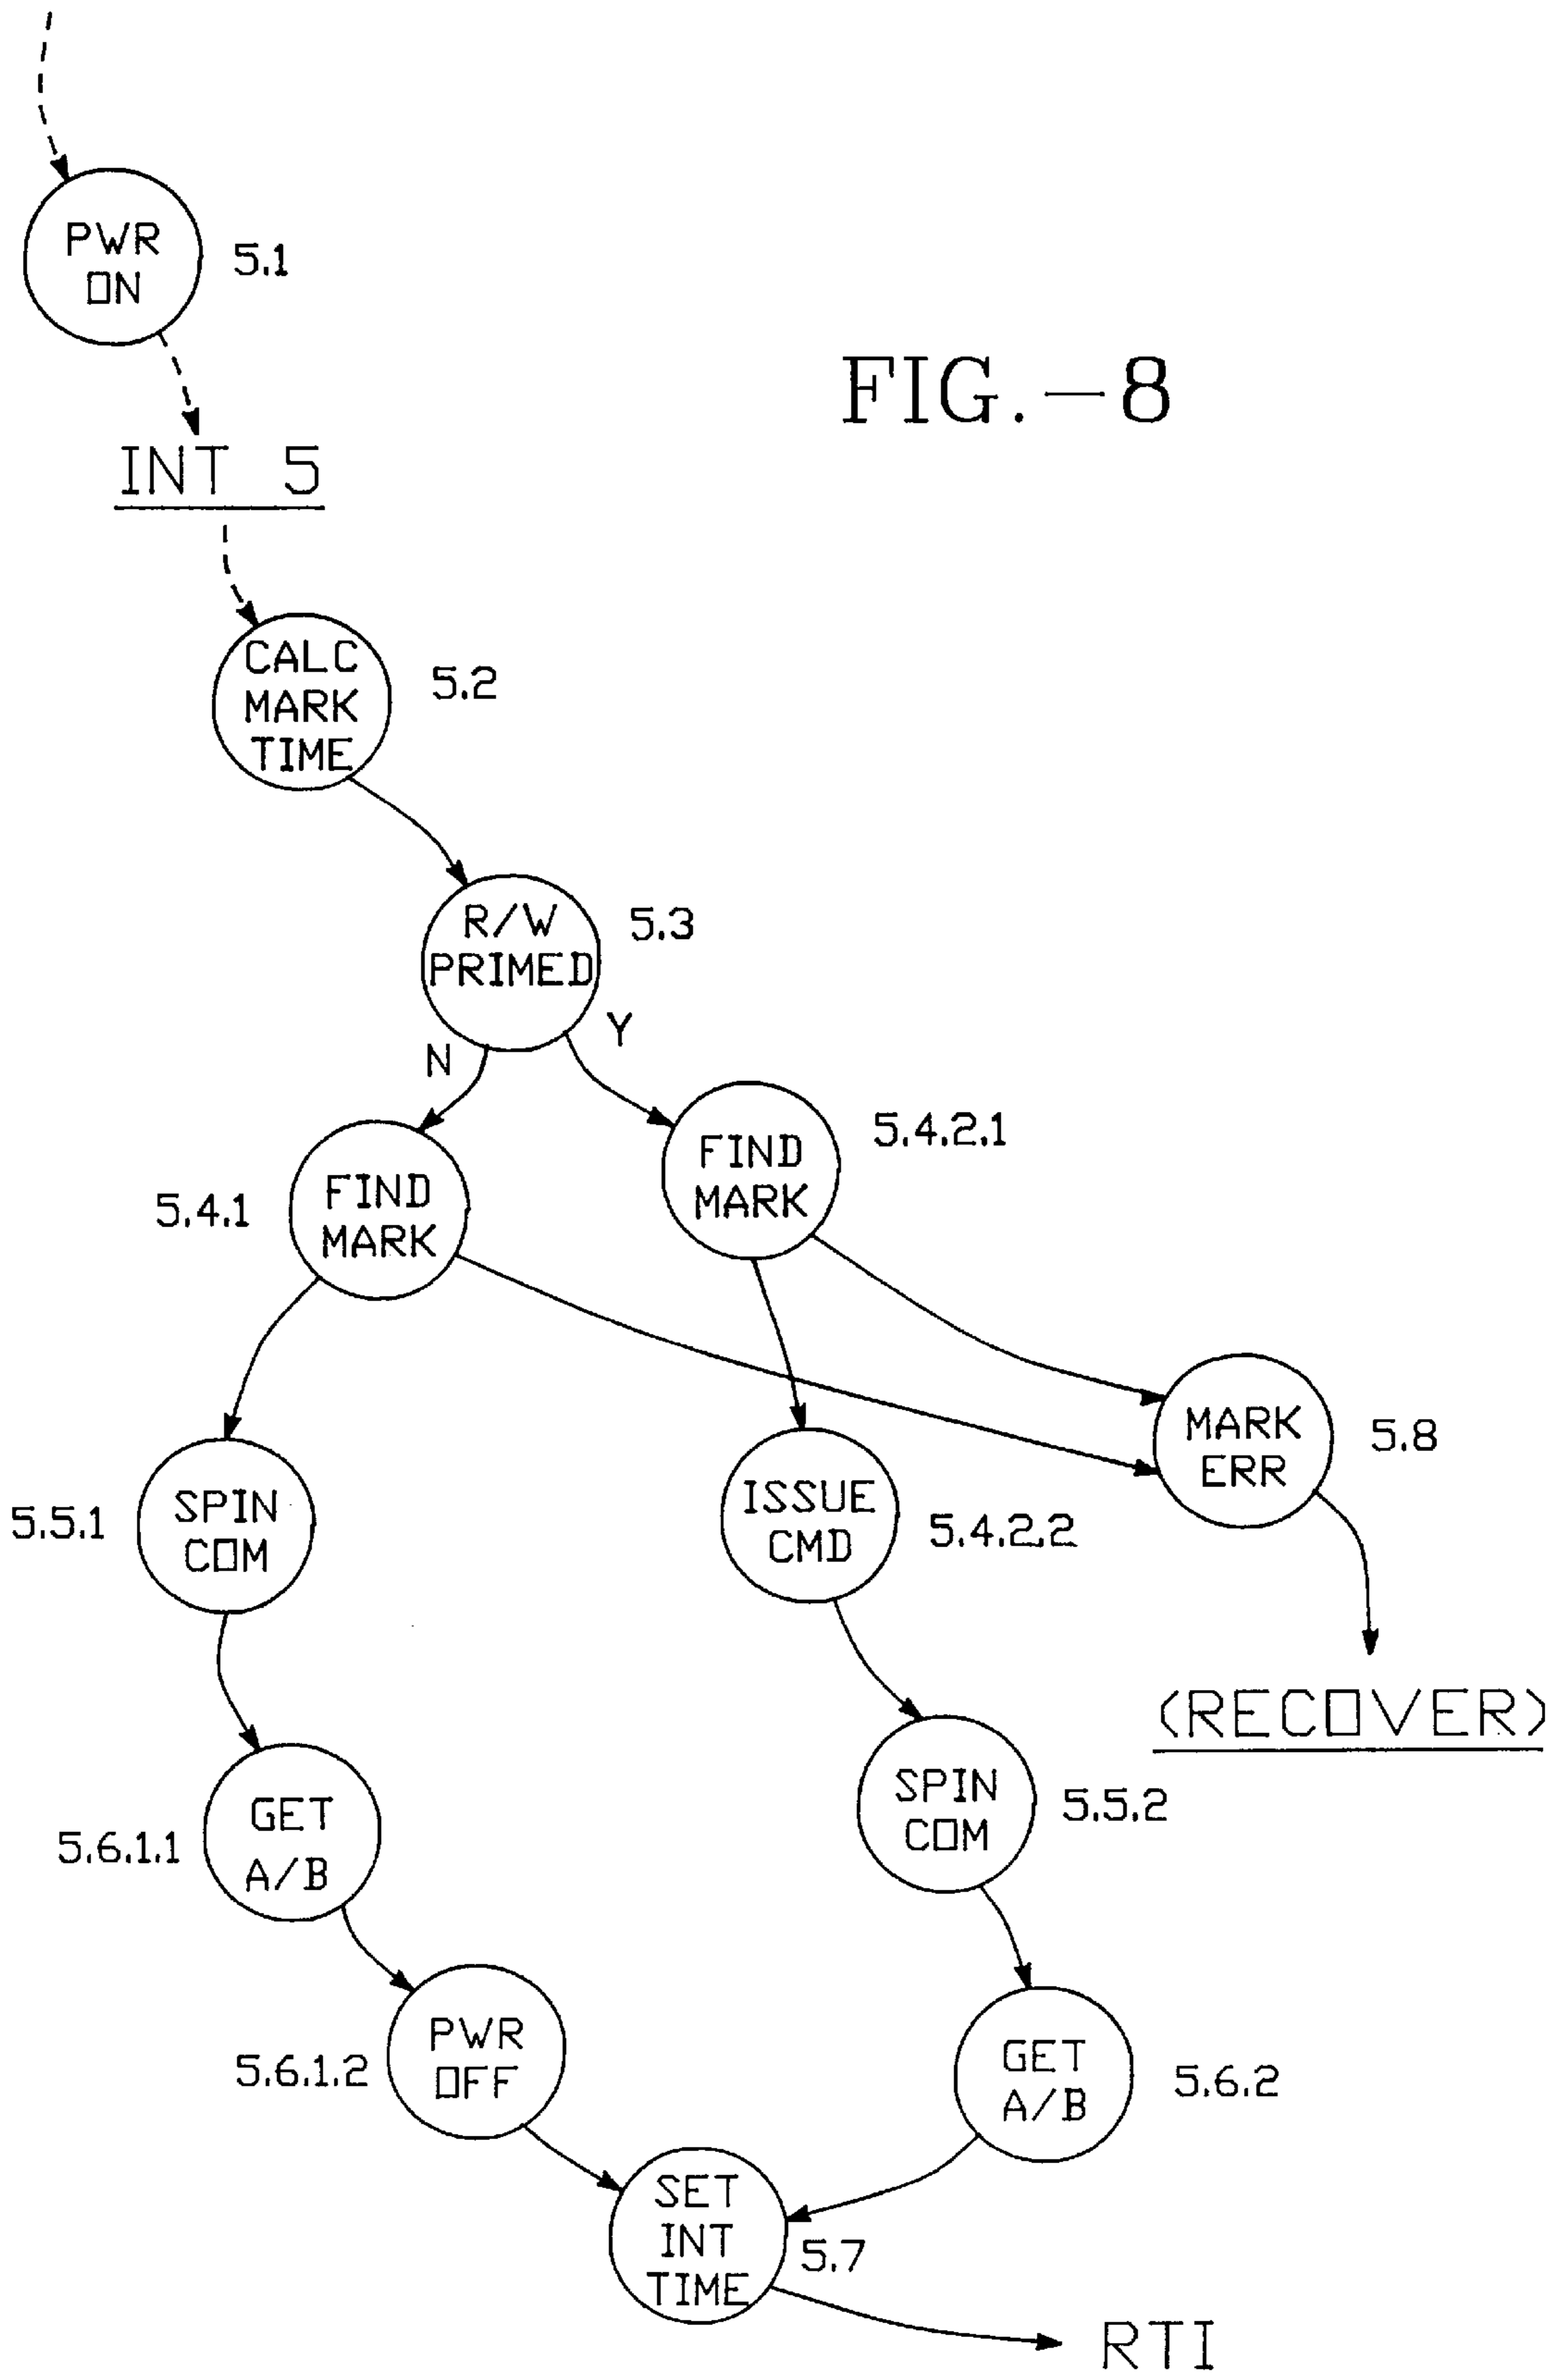 PWR
ON
5.1
FIG.-8
INT 5
CALC
MARK
TIME
5.2
R/W
PRIMED
5.3
N
Y
FIND
MARK
5.4.2.1
5.4.1
FIND
MARK
MARK
ERR
5.8
5.5.1
SPIN
COM
ISSUE
CMD
5.4.2.2
(RECOVER)
5.6.1.1
GET
A/B
SPIN
COM
5.5.2
5.6.1.2
PWR
OFF
GET
A/B
5.6.2
SET
INT
TIME
5.7
RTI